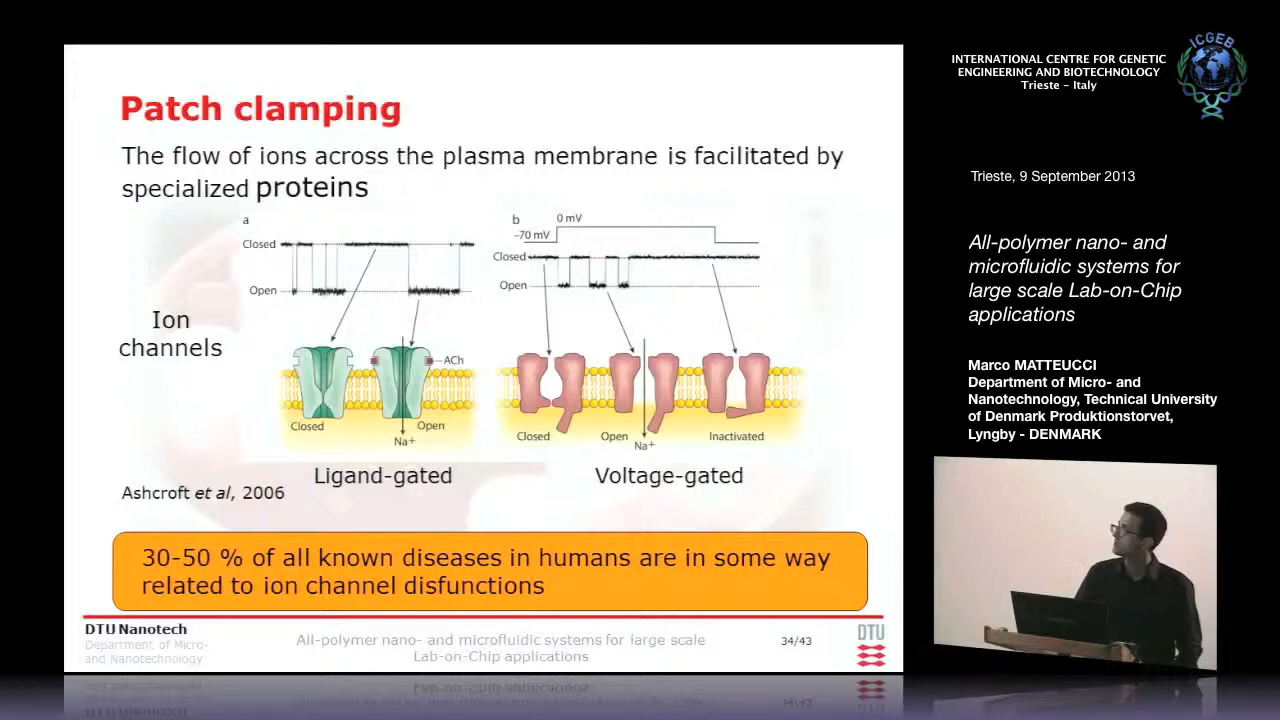 Patch clamping
The flow of ions across the plasma membrane is facilitated by
specialized proteins
a
Closed
Open
b
0 mV
–70 mV
Closed
Open
Ion
channels
ACh
Closed
Open
Na+
Closed
Open
Na+
Inactivated
Ligand-gated
Voltage-gated
Ashcroft et al, 2006
30-50 % of all known diseases in humans are in some way
related to ion channel disfunctions
DTU Nanotech
Department of Micro-
and Nanotechnology
All-polymer nano- and microfluidic systems for large scale
Lab-on-Chip applications
34/43
DTU
INTERNATIONAL CENTRE FOR GENETIC
ENGINEERING AND BIOTECHNOLOGY
Trieste – Italy
ICGEB
Trieste, 9 September 2013
All-polymer nano- and
microfluidic systems for
large scale Lab-on-Chip
applications
Marco MATTEUCCI
Department of Micro- and
Nanotechnology, Technical University
of Denmark Produktionstorvet,
Lyngby - DENMARK